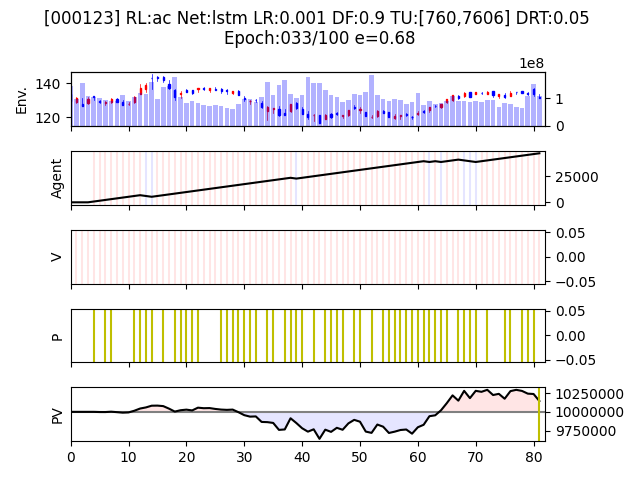 [000123] RL:ac Net:lstm LR:0.001 DF:0.9 TU:[760,7606] DRT:0.05
Epoch:033/100 e=0.68
1e8
Env.
140
120
1
0
Agent
25000
0
V
0.05
0.00
−0.05
P
0.05
0.00
−0.05
PV
10250000
10000000
9750000
0 10 20 30 40 50 60 70 80